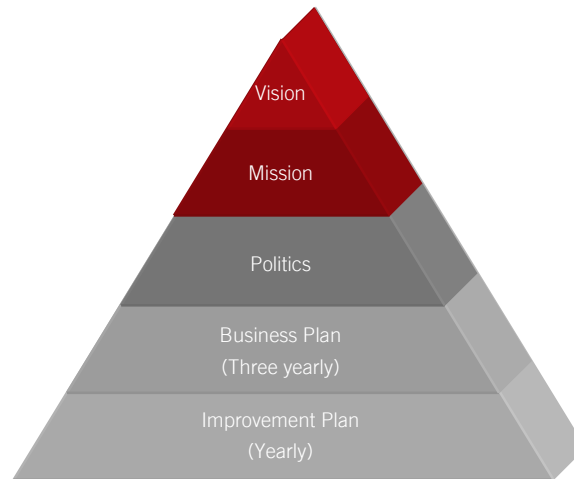 Vision
Mission
Politics
Business Plan
(Three yearly)
Improvement Plan
(Yearly)